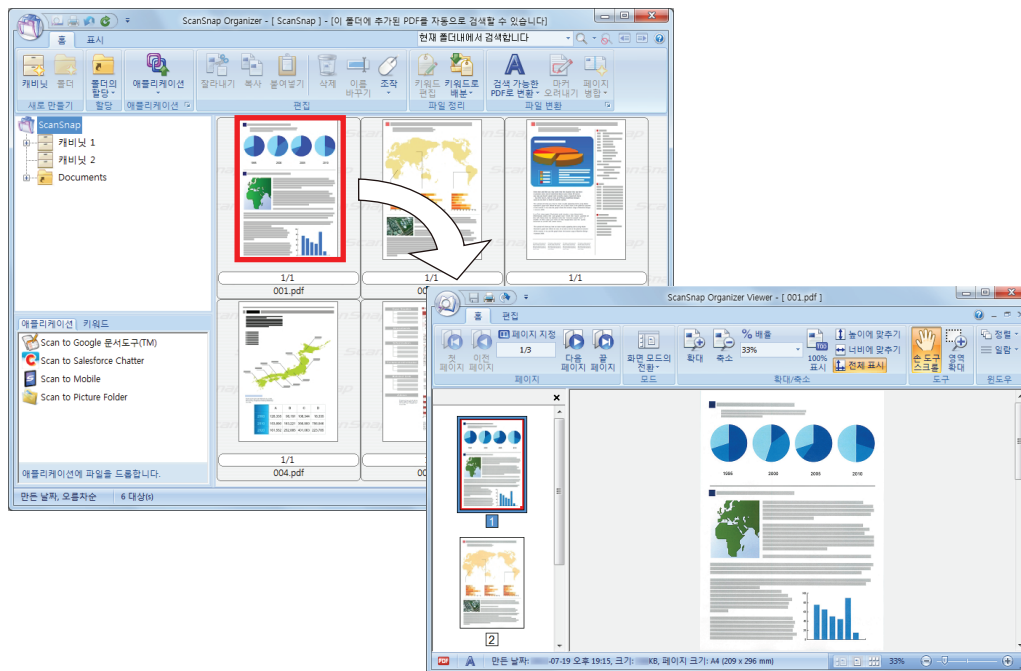 ScanSnap Organizer - [ ScanSnap ] - [이 폴더에 추가된 PDF를 자동으로 검색할 수 있습니다]
홈 표시
현재 폴더내에서 검색합니다
캐비닛 폴더
폴더의 할당
애플리케이션
잘라내기 복사 붙여넣기
삭제 이름 바꾸기 조작
키워드 편집 키워드로 배분
검색 가능한 PDF로 변환 마커 오려내기 페이지 병합
새로 만들기 할당 애플리케이션 편집 파일 정리 파일 변환
ScanSnap
캐비닛 1
캐비닛 2
Documents
1/1
001.pdf
1/1
1/1
애플리케이션 키워드
Scan to Google 문서도구(TM)
Scan to Salesforce Chatter
Scan to Mobile
Scan to Picture Folder
애플리케이션에 파일을 드롭합니다.
1/1
004.pdf
만든 날짜, 오름차순 6 대상(s)
ScanSnap Organizer Viewer - [ 001.pdf ]
홈 편집
첫 페이지 이전 페이지
페이지 지정
1/3
다음 페이지 끝 페이지
화면 모드의 전환
확대 축소
% 배율
33%
100% 표시
높이에 맞추기
너비에 맞추기
전체 표시
손 도구 스크롤
영역 확대
정렬
일람
페이지 모드 확대/축소 도구 윈도우
1
2
1995 2000 2005 2010
만든 날짜: -07-19 오후 19:15, 크기: KB, 페이지 크기: A4 (209 x 296 mm)
33%